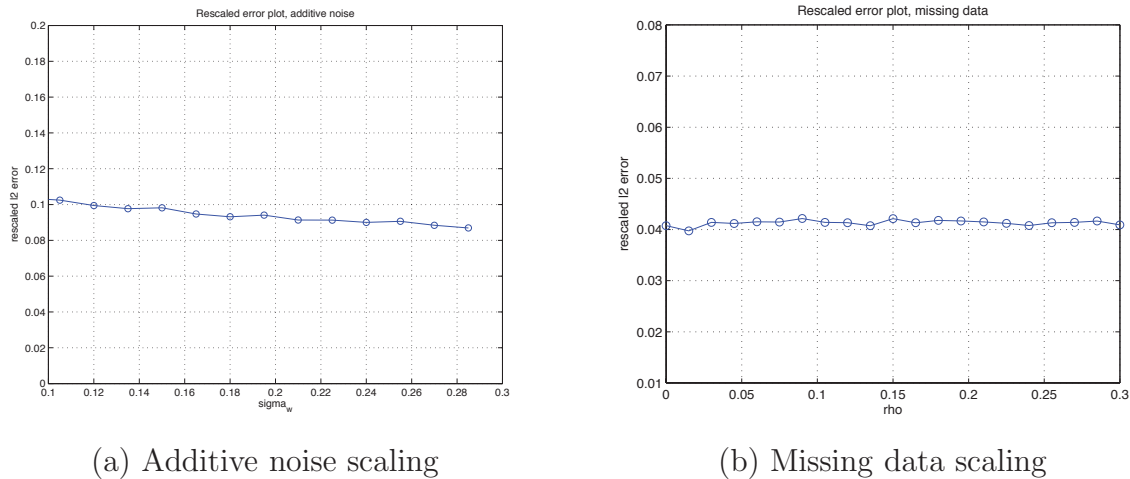 Rescaled error plot, additive noise
0.2
0.18
0.16
0.14
0.12
0.1
0.08
0.06
0.04
0.02
0
rescaled l2 error
0.1 0.12 0.14 0.16 0.18 0.2 0.22 0.24 0.26 0.28 0.3
sigma_w
(a) Additive noise scaling
Rescaled error plot, missing data
0.08
0.07
0.06
0.05
0.04
0.03
0.02
0.01
rescaled l2 error
0 0.05 0.1 0.15 0.2 0.25 0.3
rho
(b) Missing data scaling